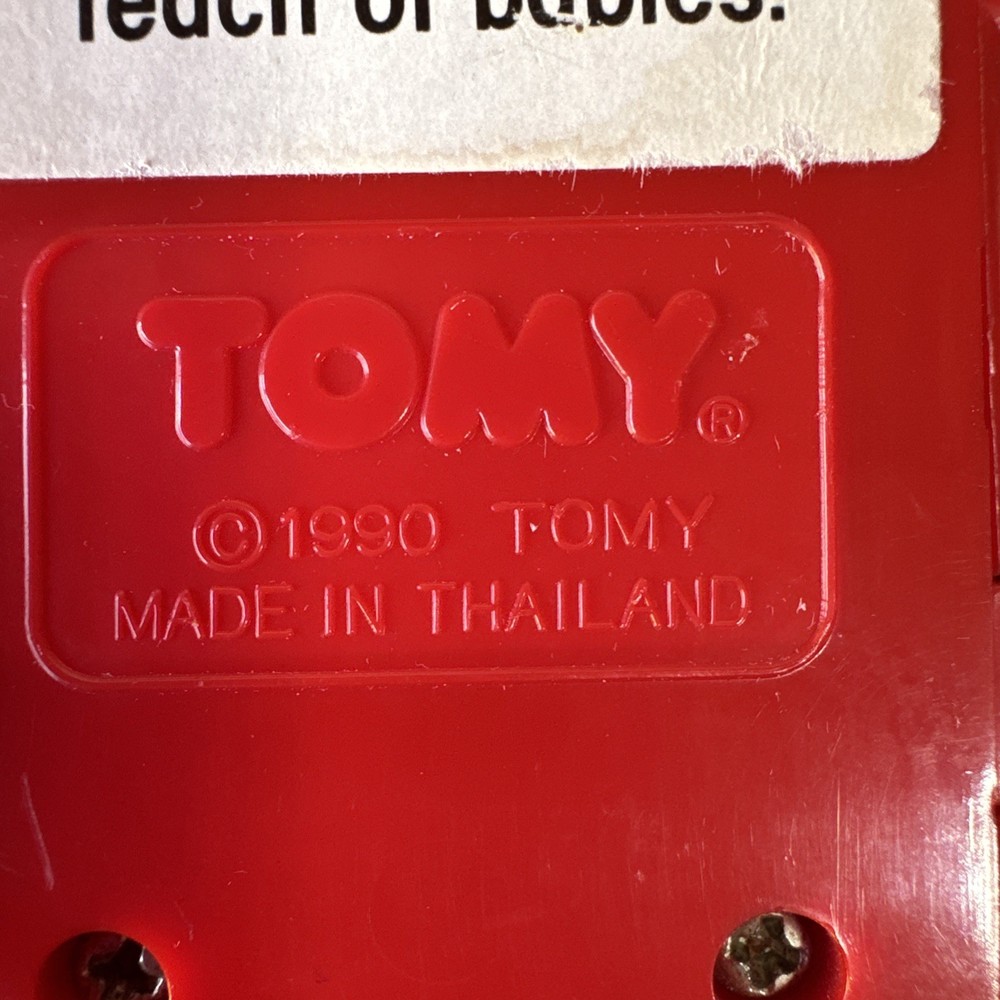 reach of babies.
TOMY®
©1990 TOMY
MADE IN THAILAND